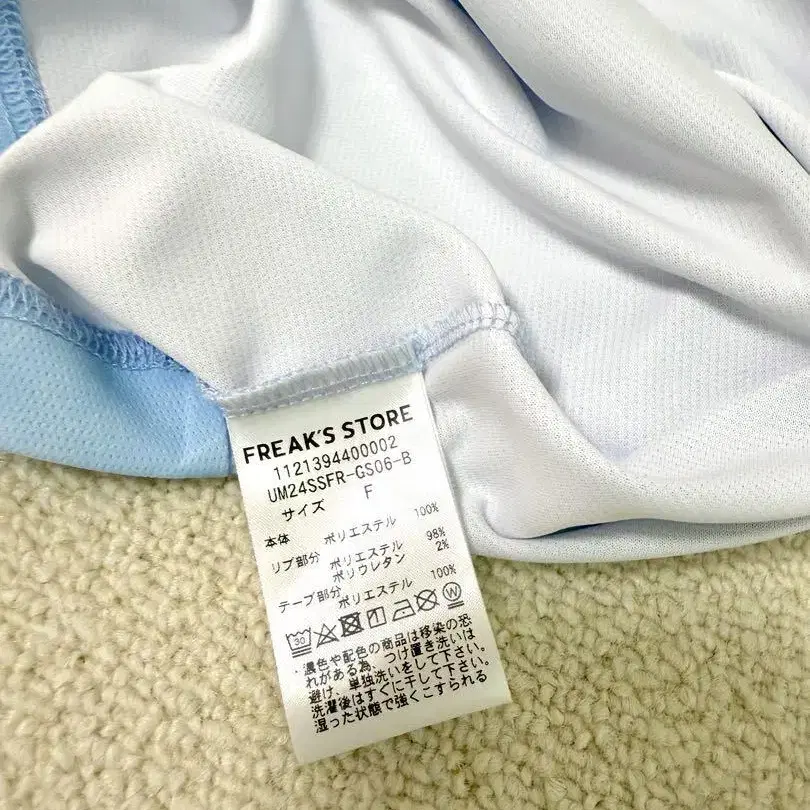 FREAK'S STORE
1121394400002
UM24SSFR-GS06-B
サイズ F
本体 ポリエステル 100%
リブ部分 ポリエステル 98%
ポリウレタン 2%
テープ部分 ポリエステル 100%
30 W
濃色や配色の商品は移染の恐
れがある為、つけ置き洗いは
避け、単独洗いをして下さい。
洗濯後はすぐに干して下さい。
湿った状態で強くこすられる